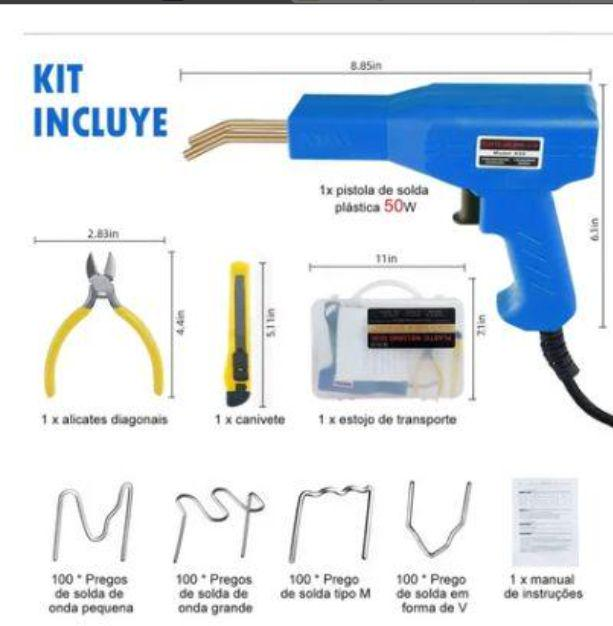 KIT
INCLUYE
8.85in
1x pistola de solda
plástica 50W
6.1in
2.83in
4.4in
5.11in
11in
7.1in
PLASTIC WELDING
1 x alicates diagonais
1 x canivete
1 x estojo de transporte
100 * Pregos
de solda de
onda pequena
100 * Pregos
de solda de
onda grande
100 * Prego
de solda tipo M
100 * Prego
de solda em
forma de V
1 x manual
de instruções